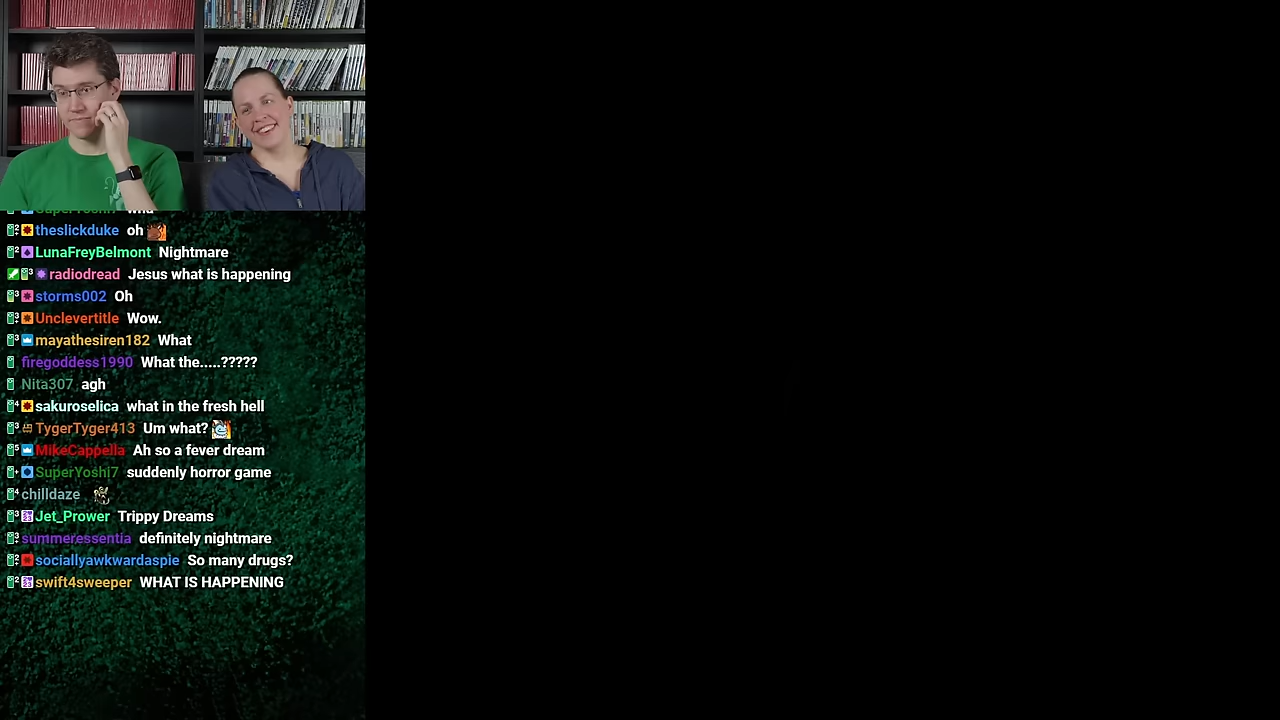 theslickduke oh
LunaFreyBelmont Nightmare
radiodread Jesus what is happening
storms002 Oh
Unclevertitle Wow.
mayathesiren182 What
firegoddess1990 What the.....?????
Nita307 agh
sakuroselica what in the fresh hell
TygerTyger413 Um what?
MikeCappella Ah so a fever dream
SuperYoshi7 suddenly horror game
chilldaze
Jet_Prower Trippy Dreams
summeressentia definitely nightmare
sociallyawkwardaspie So many drugs?
swift4sweeper WHAT IS HAPPENING